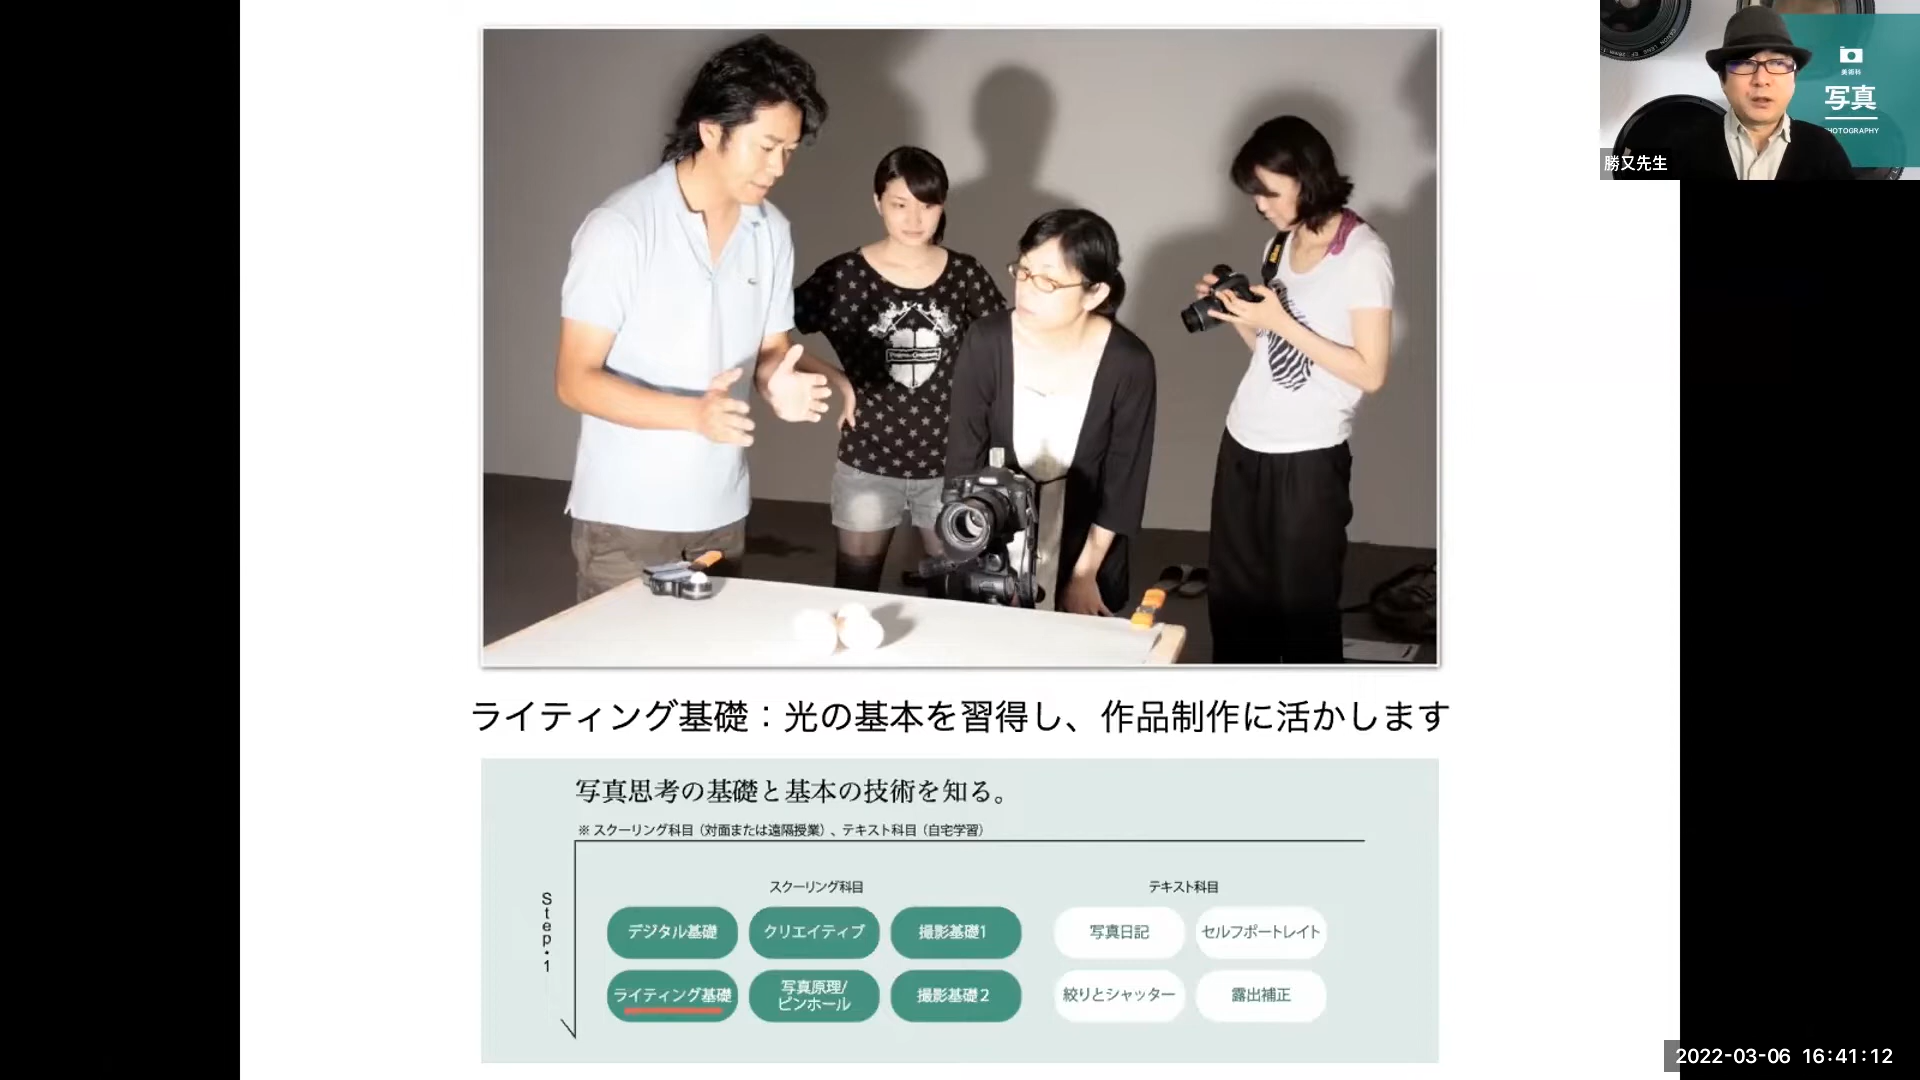 美術科
写真
PHOTOGRAPHY
勝又先生
Nikon
ライティング基礎：光の基本を習得し、作品制作に活かします
写真思考の基礎と基本の技術を知る。
※ スクーリング科目（対面または遠隔授業）、テキスト科目（自宅学習）
Step・1
スクーリング科目
テキスト科目
デジタル基礎
クリエイティブ
撮影基礎1
写真日記
セルフポートレイト
ライティング基礎
写真原理/
ピンホール
撮影基礎２
絞りとシャッター
露出補正
2022-03-06 16:41:12